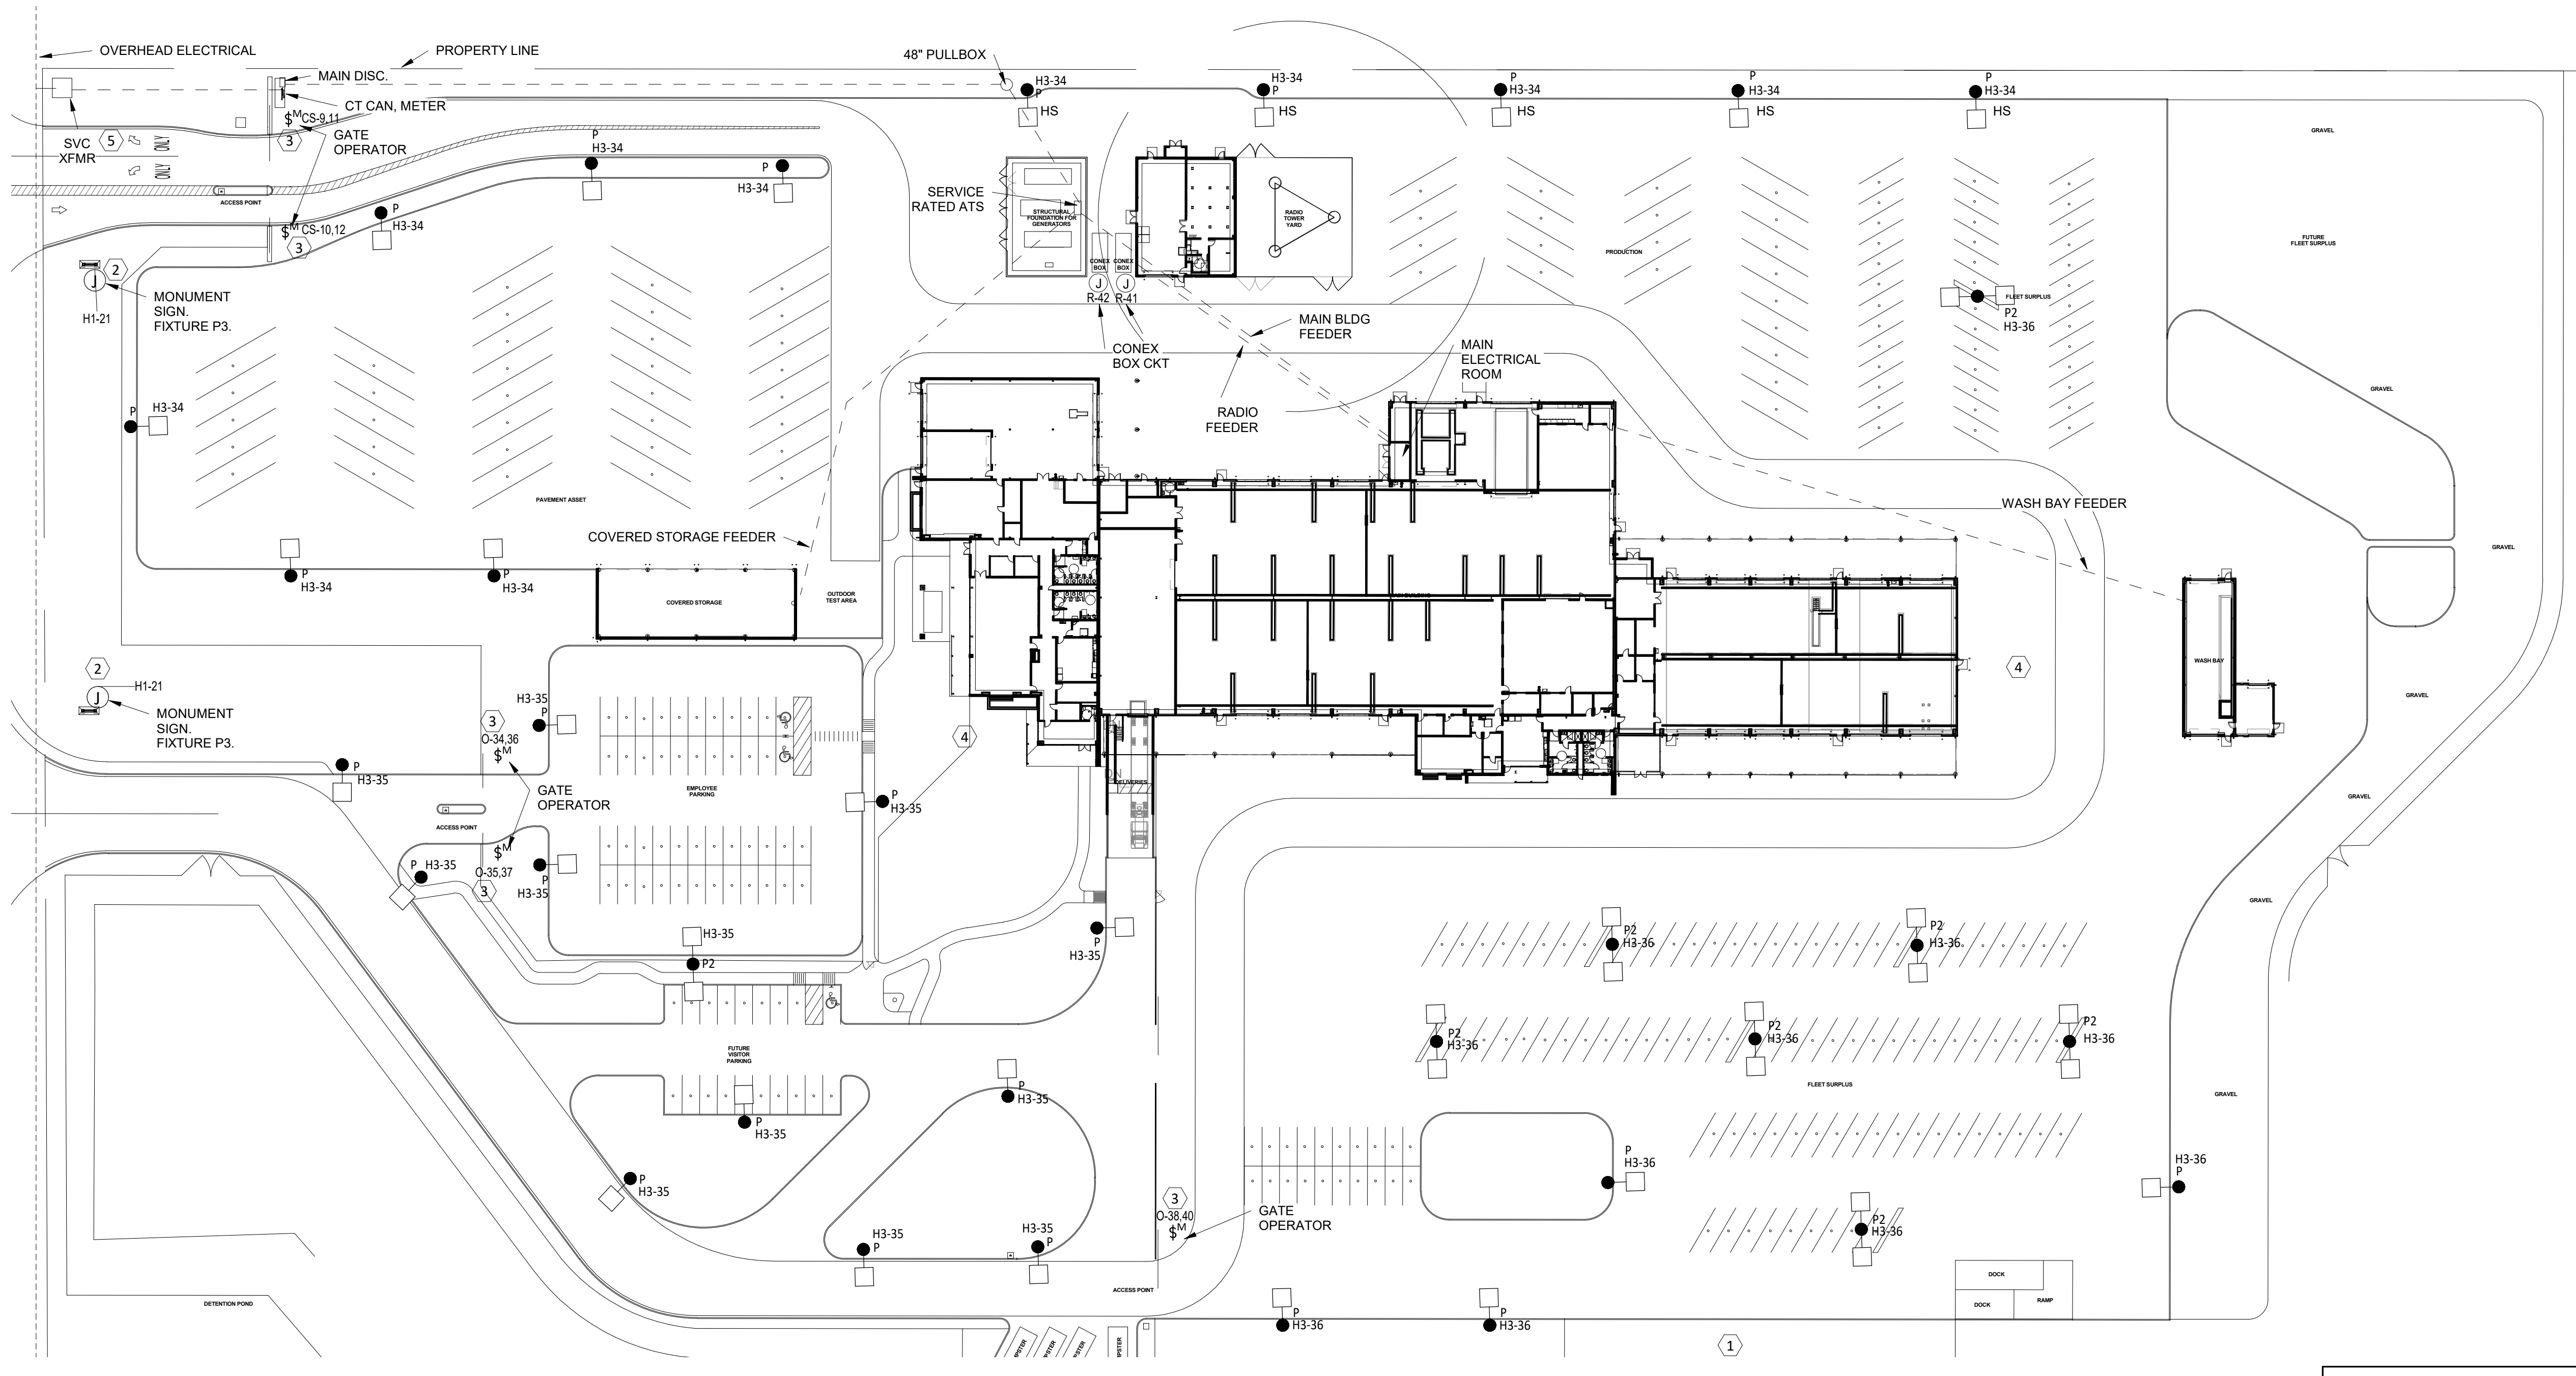 OVERHEAD ELECTRICAL
PROPERTY LINE
48" PULLBOX
MAIN DISC.
CT CAN, METER
$M CS-9,11
3
GATE
OPERATOR
SVC
XFMR
5
ONLY
ONLY
ACCESS POINT
$M CS-10,12
3
P
H3-34
P
H3-34
P
H3-34
H3-34
P
HS
H3-34
P
HS
P
H3-34
HS
P
H3-34
HS
P
H3-34
HS
GRAVEL
SERVICE
RATED ATS
STRUCTURAL
FOUNDATION FOR
GENERATORS
RADIO
TOWER
YARD
PRODUCTION
FUTURE
FLEET SURPLUS
CONEX
BOX
CONEX
BOX
J
J
R-42
R-41
2
J
H1-21
MONUMENT
SIGN.
FIXTURE P3.
FLEET SURPLUS
P2
H3-36
MAIN BLDG
FEEDER
CONEX
BOX CKT
MAIN
ELECTRICAL
ROOM
RADIO
FEEDER
GRAVEL
P
H3-34
PAVEMENT ASSET
WASH BAY FEEDER
COVERED STORAGE FEEDER
GRAVEL
P
H3-34
P
H3-34
COVERED STORAGE
OUTDOOR
TEST AREA
WASH BAY
4
2
J
H1-21
MONUMENT
SIGN.
FIXTURE P3.
GRAVEL
H3-35
P
3
O-34,36
$M
4
P
H3-35
GATE
OPERATOR
EMPLOYEE
PARKING
P
H3-35
DELIVERIES
GRAVEL
ACCESS POINT
$M
O-35,37
3
P
H3-35
P
H3-35
GRAVEL
H3-35
P2
P
H3-35
P2
H3-36
P2
H3-36
P2
H3-36
P2
H3-36
P2
H3-36
FUTURE
VISITOR
PARKING
FLEET SURPLUS
GRAVEL
P
H3-35
P
H3-35
P
H3-35
P
H3-36
H3-36
P
3
O-38,40
$M
GATE
OPERATOR
H3-35
P
H3-35
P
P2
H3-36
DOCK
DOCK
RAMP
ACCESS POINT
DETENTION POND
P
H3-36
P
H3-36
1